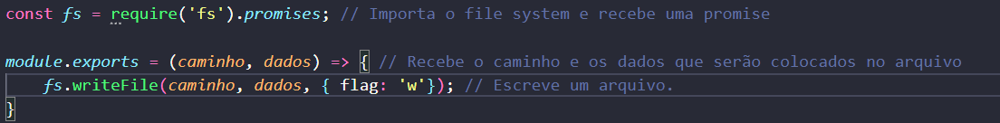 const fs = require('fs').promises; // Importa o file system e recebe uma promise
module.exports = (caminho, dados) => { // Recebe o caminho e os dados que serão colocados no arquivo
fs.writeFile(caminho, dados, { flag: 'w'}); // Escreve um arquivo.
}